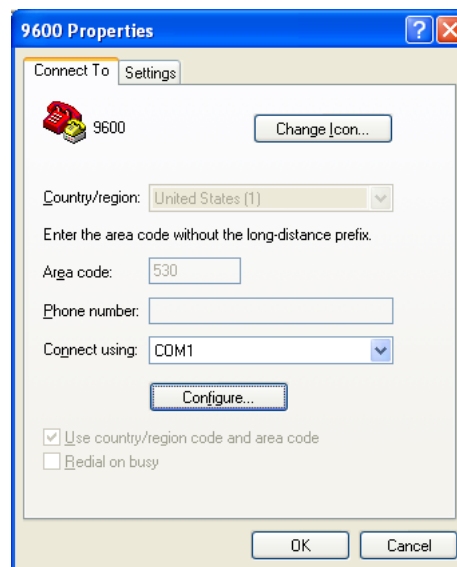 9600 Properties
Connect To Settings
9600 Change Icon...
Country/region: United States (1)
Enter the area code without the long-distance prefix.
Area code: 530
Phone number:
Connect using: COM1
Configure...
Use country/region code and area code
Redial on busy
OK Cancel